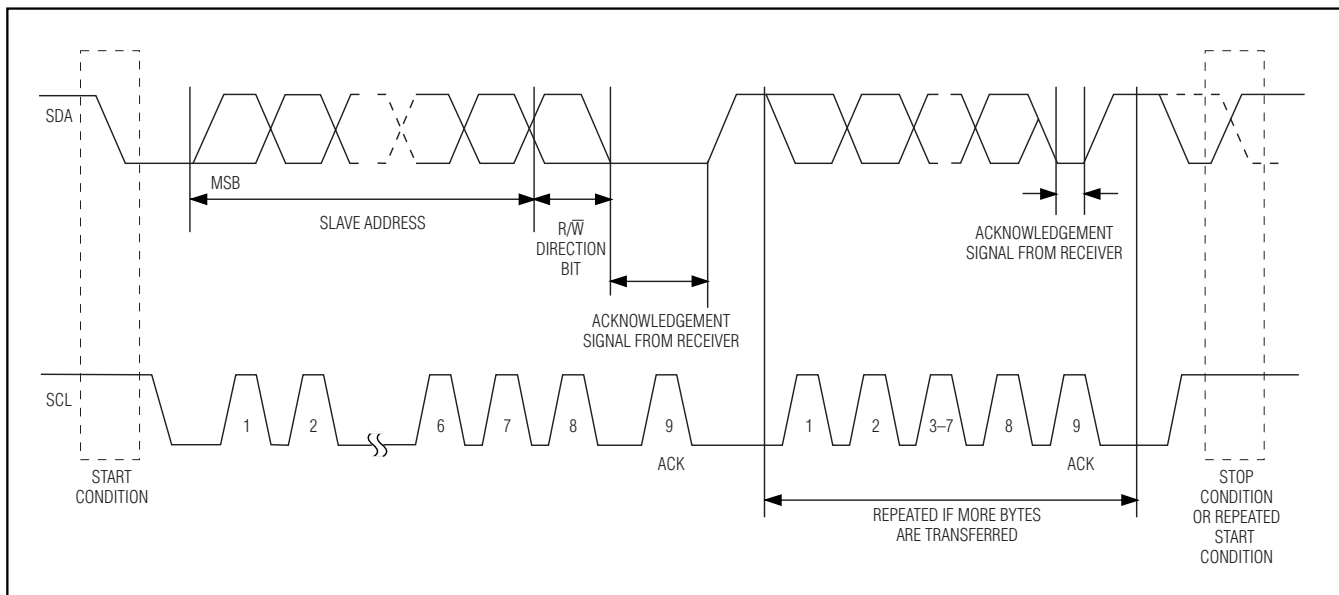 SDA
MSB
SLAVE ADDRESS
R/W̅
DIRECTION
BIT
ACKNOWLEDGEMENT
SIGNAL FROM RECEIVER
ACKNOWLEDGEMENT
SIGNAL FROM RECEIVER
SCL
1 2 6 7 8 9 1 2 3–7 8 9
ACK ACK
START
CONDITION
REPEATED IF MORE BYTES
ARE TRANSFERRED
STOP
CONDITION
OR REPEATED
START
CONDITION